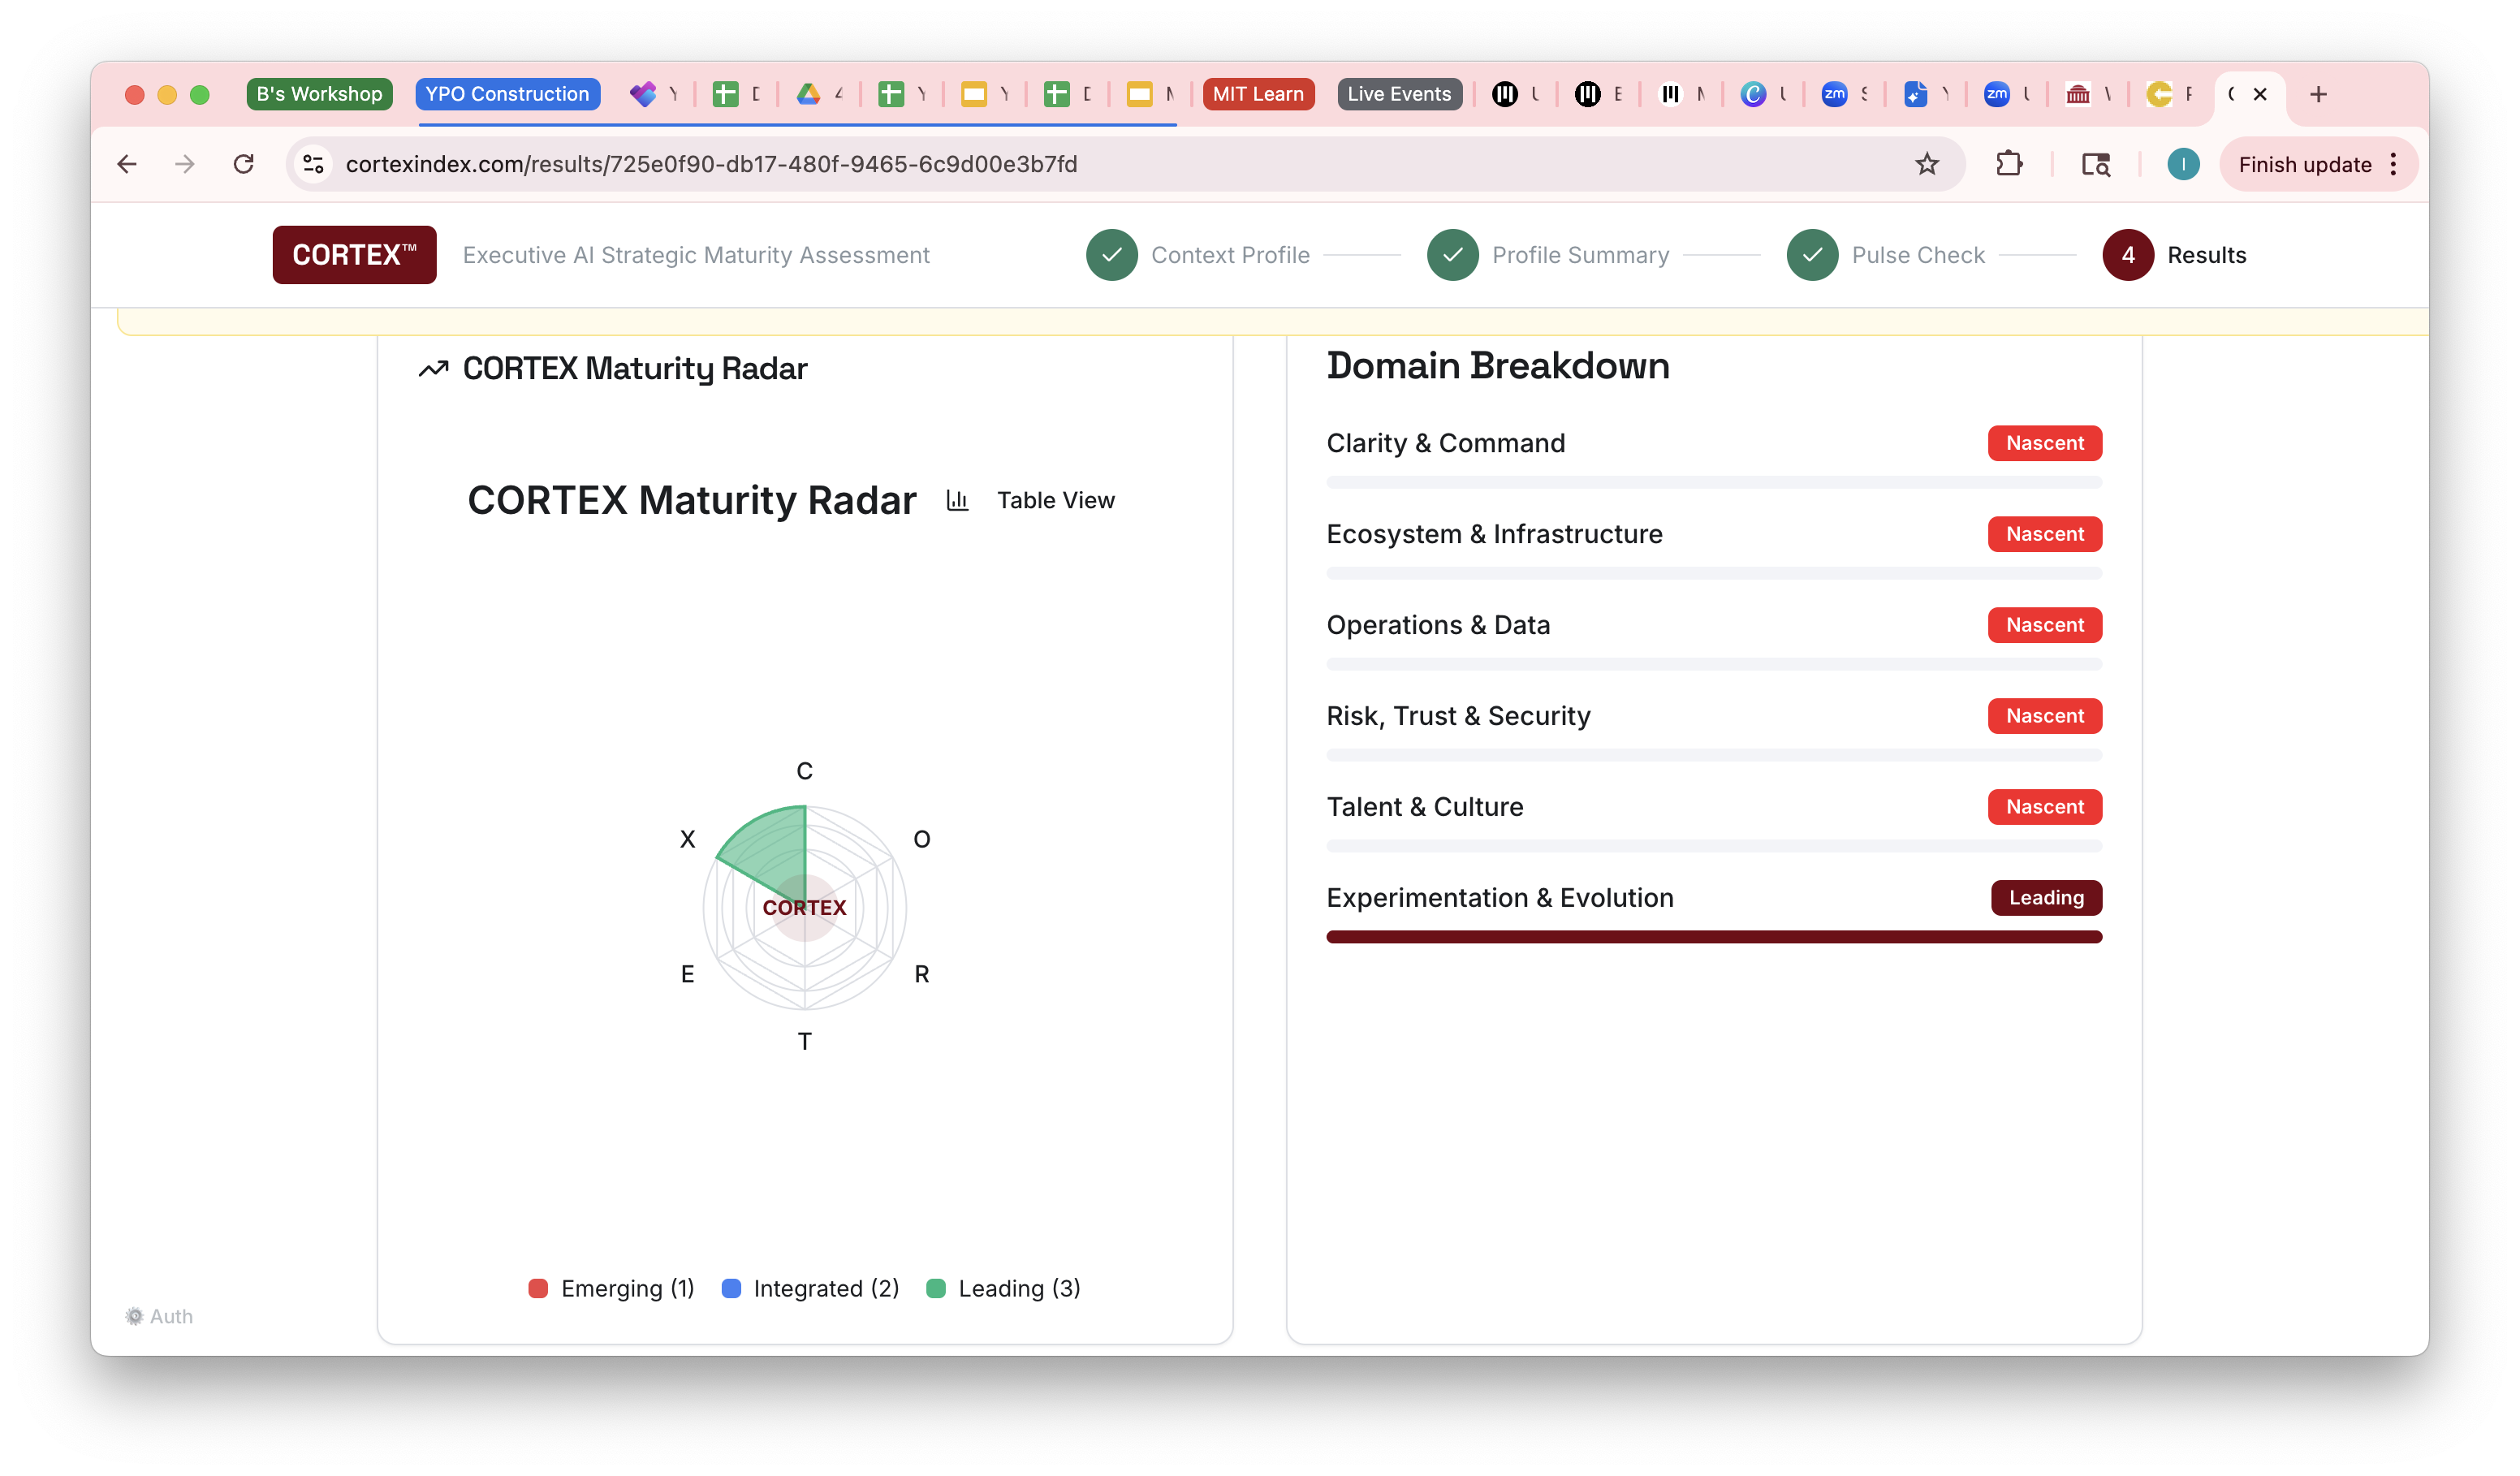 B's Workshop
YPO Construction
MIT Learn
Live Events
cortexindex.com/results/725e0f90-db17-480f-9465-6c9d00e3b7fd
Finish update
CORTEX™
Executive AI Strategic Maturity Assessment
Context Profile
Profile Summary
Pulse Check
4
Results
CORTEX Maturity Radar
CORTEX Maturity Radar
Table View
C
X
O
CORTEX
E
R
T
Emerging (1)
Integrated (2)
Leading (3)
Domain Breakdown
Clarity & Command
Nascent
Ecosystem & Infrastructure
Nascent
Operations & Data
Nascent
Risk, Trust & Security
Nascent
Talent & Culture
Nascent
Experimentation & Evolution
Leading
Auth